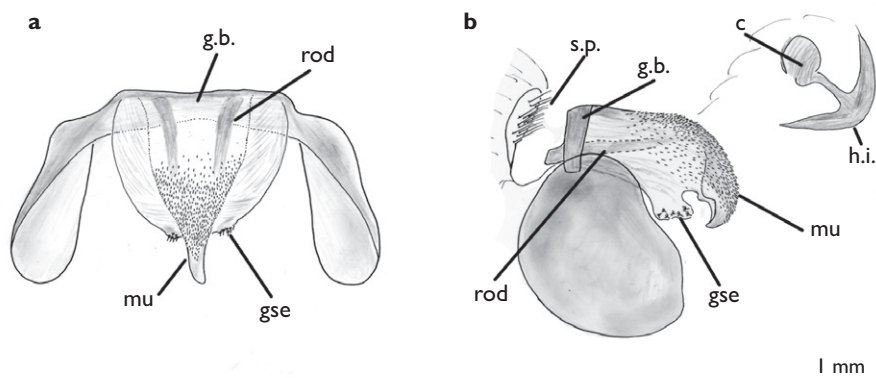 a
g.b.
rod
mu
gse
b
s.p.
g.b.
c
h.i.
mu
rod
gse
1 mm